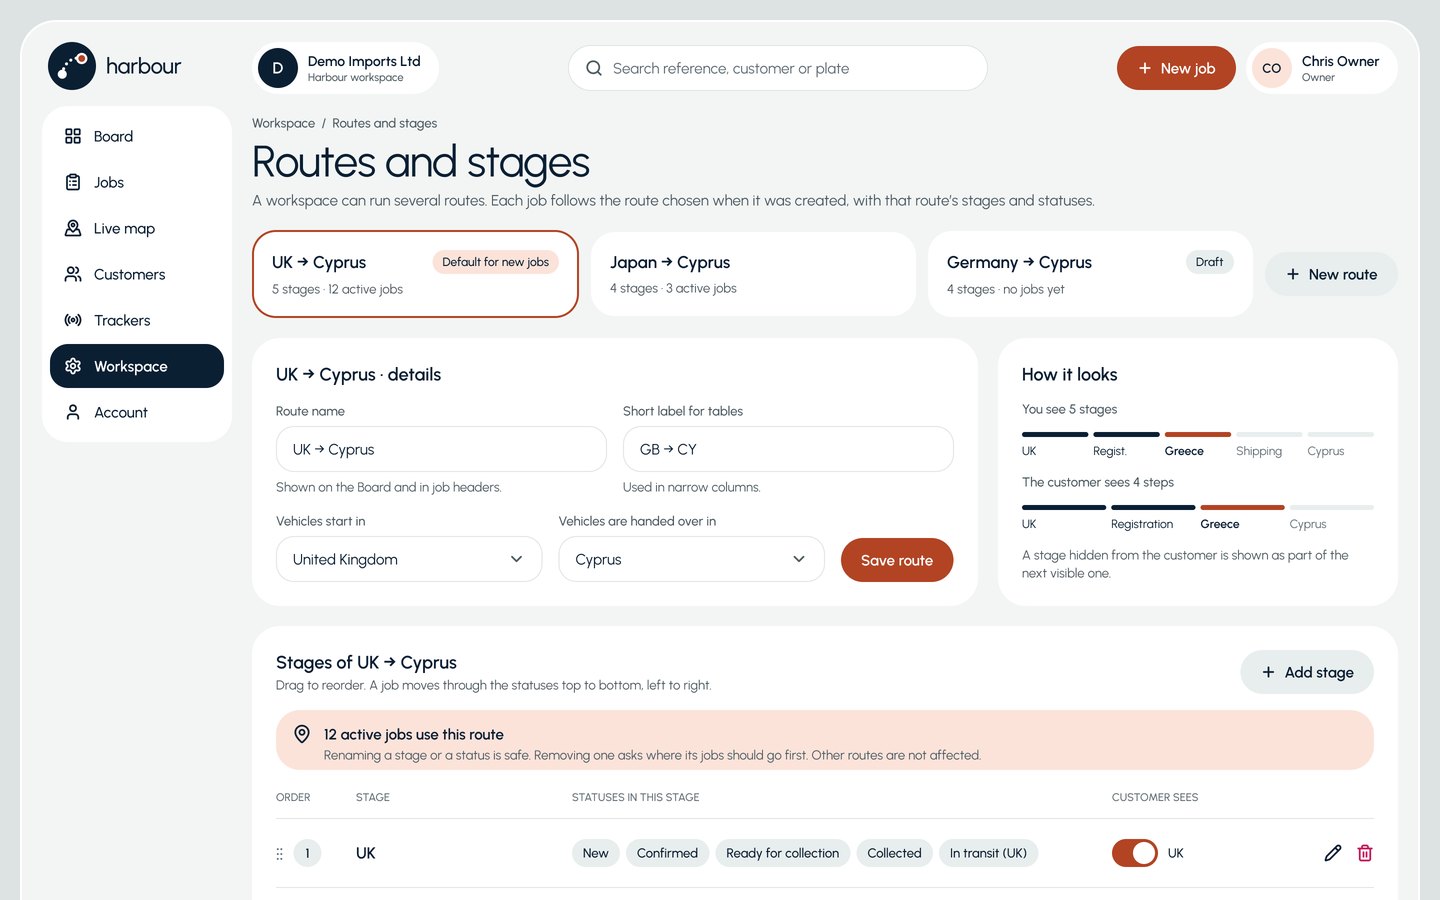 harbour
D
Demo Imports Ltd
Harbour workspace
Search reference, customer or plate
+ New job
CO
Chris Owner
Owner
Board
Jobs
Live map
Customers
Trackers
Workspace
Account
Workspace / Routes and stages
Routes and stages
A workspace can run several routes. Each job follows the route chosen when it was created, with that route's stages and statuses.
UK → Cyprus
Default for new jobs
5 stages · 12 active jobs
Japan → Cyprus
4 stages · 3 active jobs
Germany → Cyprus
Draft
4 stages · no jobs yet
+ New route
UK → Cyprus · details
Route name
UK → Cyprus
Shown on the Board and in job headers.
Short label for tables
GB → CY
Used in narrow columns.
Vehicles start in
United Kingdom
Vehicles are handed over in
Cyprus
Save route
How it looks
You see 5 stages
UK Regist. Greece Shipping Cyprus
The customer sees 4 steps
UK Registration Greece Cyprus
A stage hidden from the customer is shown as part of the
next visible one.
Stages of UK → Cyprus
Drag to reorder. A job moves through the statuses top to bottom, left to right.
+ Add stage
12 active jobs use this route
Renaming a stage or a status is safe. Removing one asks where its jobs should go first. Other routes are not affected.
ORDER STAGE STATUSES IN THIS STAGE CUSTOMER SEES
1 UK New Confirmed Ready for collection Collected In transit (UK) UK